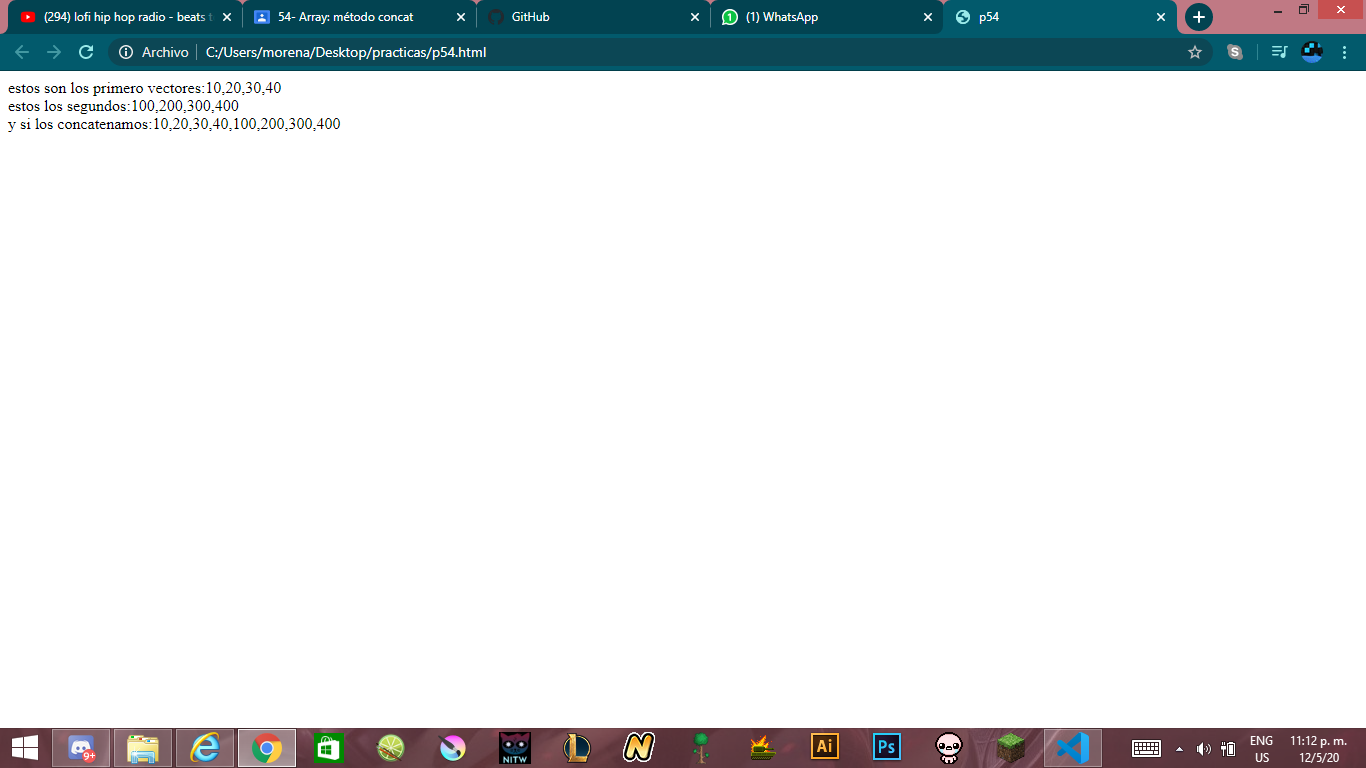 (294) lofi hip hop radio - beats t
54- Array: método concat
GitHub
1
(1) WhatsApp
p54
Archivo
C:/Users/morena/Desktop/practicas/p54.html
estos son los primero vectores:10,20,30,40
estos los segundos:100,200,300,400
y si los concatenamos:10,20,30,40,100,200,300,400
9+
NITW
L
N
Ai
Ps
ENG
US
11:12 p. m.
12/5/20